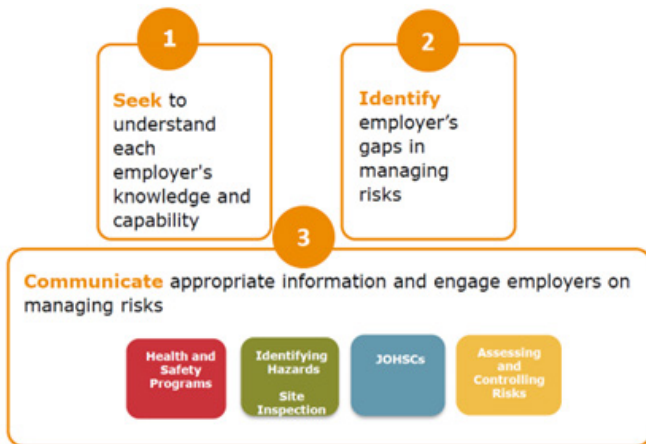 1
Seek to
understand
each
employer's
knowledge and
capability
2
Identify
employer's
gaps in
managing
risks
3
Communicate appropriate information and engage employers on
managing risks
Health and
Safety
Programs
Identifying
Hazards
Site
Inspection
JOHSCs
Assessing
and
Controlling
Risks